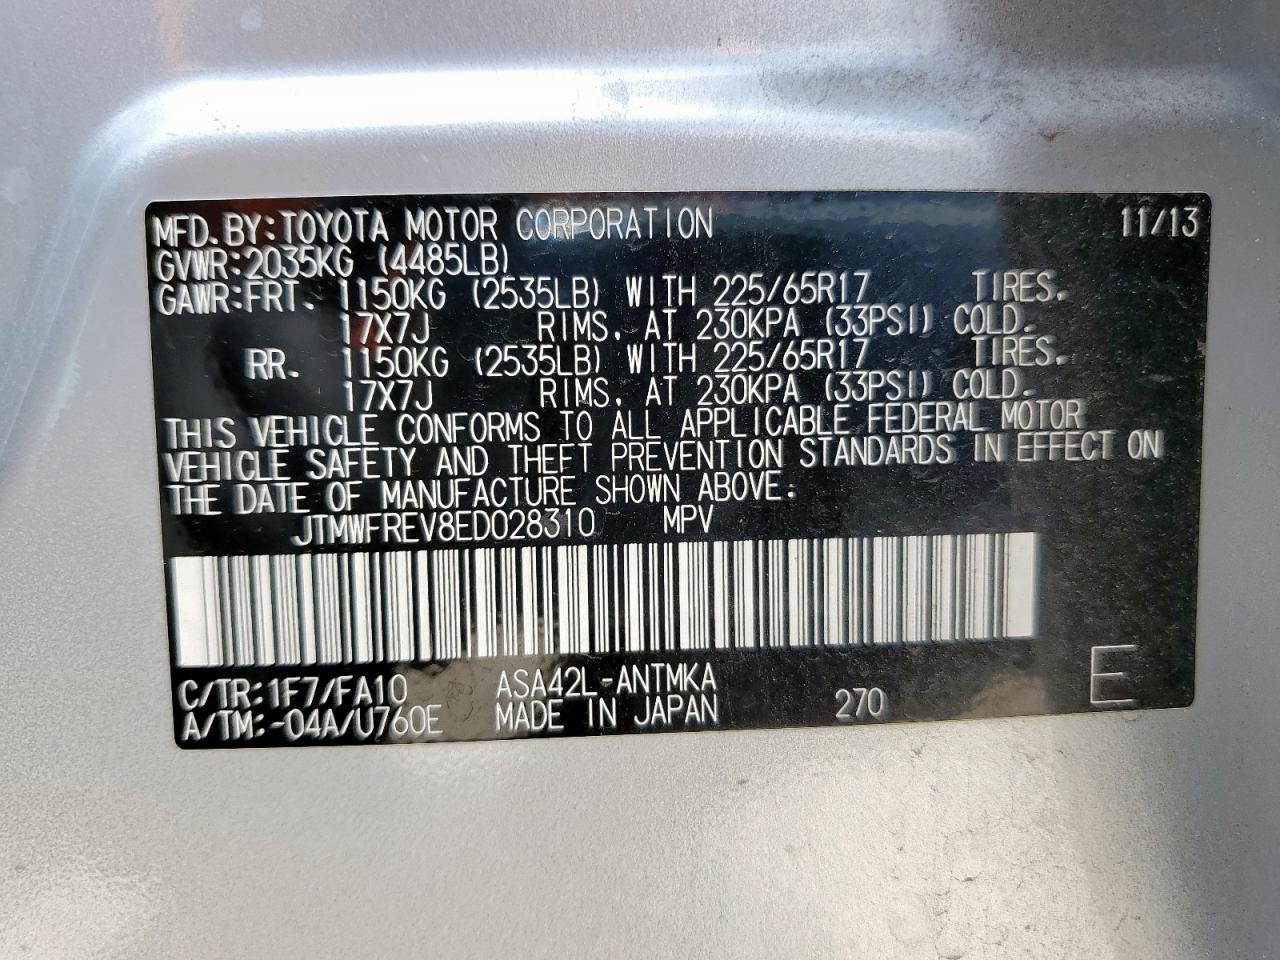 MFD. BY: TOYOTA MOTOR CORPORATION 11/13
GVWR: 2035KG (4485LB)
GAWR: FRT. 1150KG (2535LB) WITH 225/65R17 TIRES.
17X7J RIMS, AT 230KPA (33PSI) COLD.
RR. 1150KG (2535LB) WITH 225/65R17 TIRES.
17X7J RIMS, AT 230KPA (33PSI) COLD.
THIS VEHICLE CONFORMS TO ALL APPLICABLE FEDERAL MOTOR
VEHICLE SAFETY AND THEFT PREVENTION STANDARDS IN EFFECT ON
THE DATE OF MANUFACTURE SHOWN ABOVE:
JTMWFREV8ED028310 MPV
C/TR: 1F7/FA10 ASA42L-ANTMKA
A/TM: -04A/U760E MADE IN JAPAN 270 E